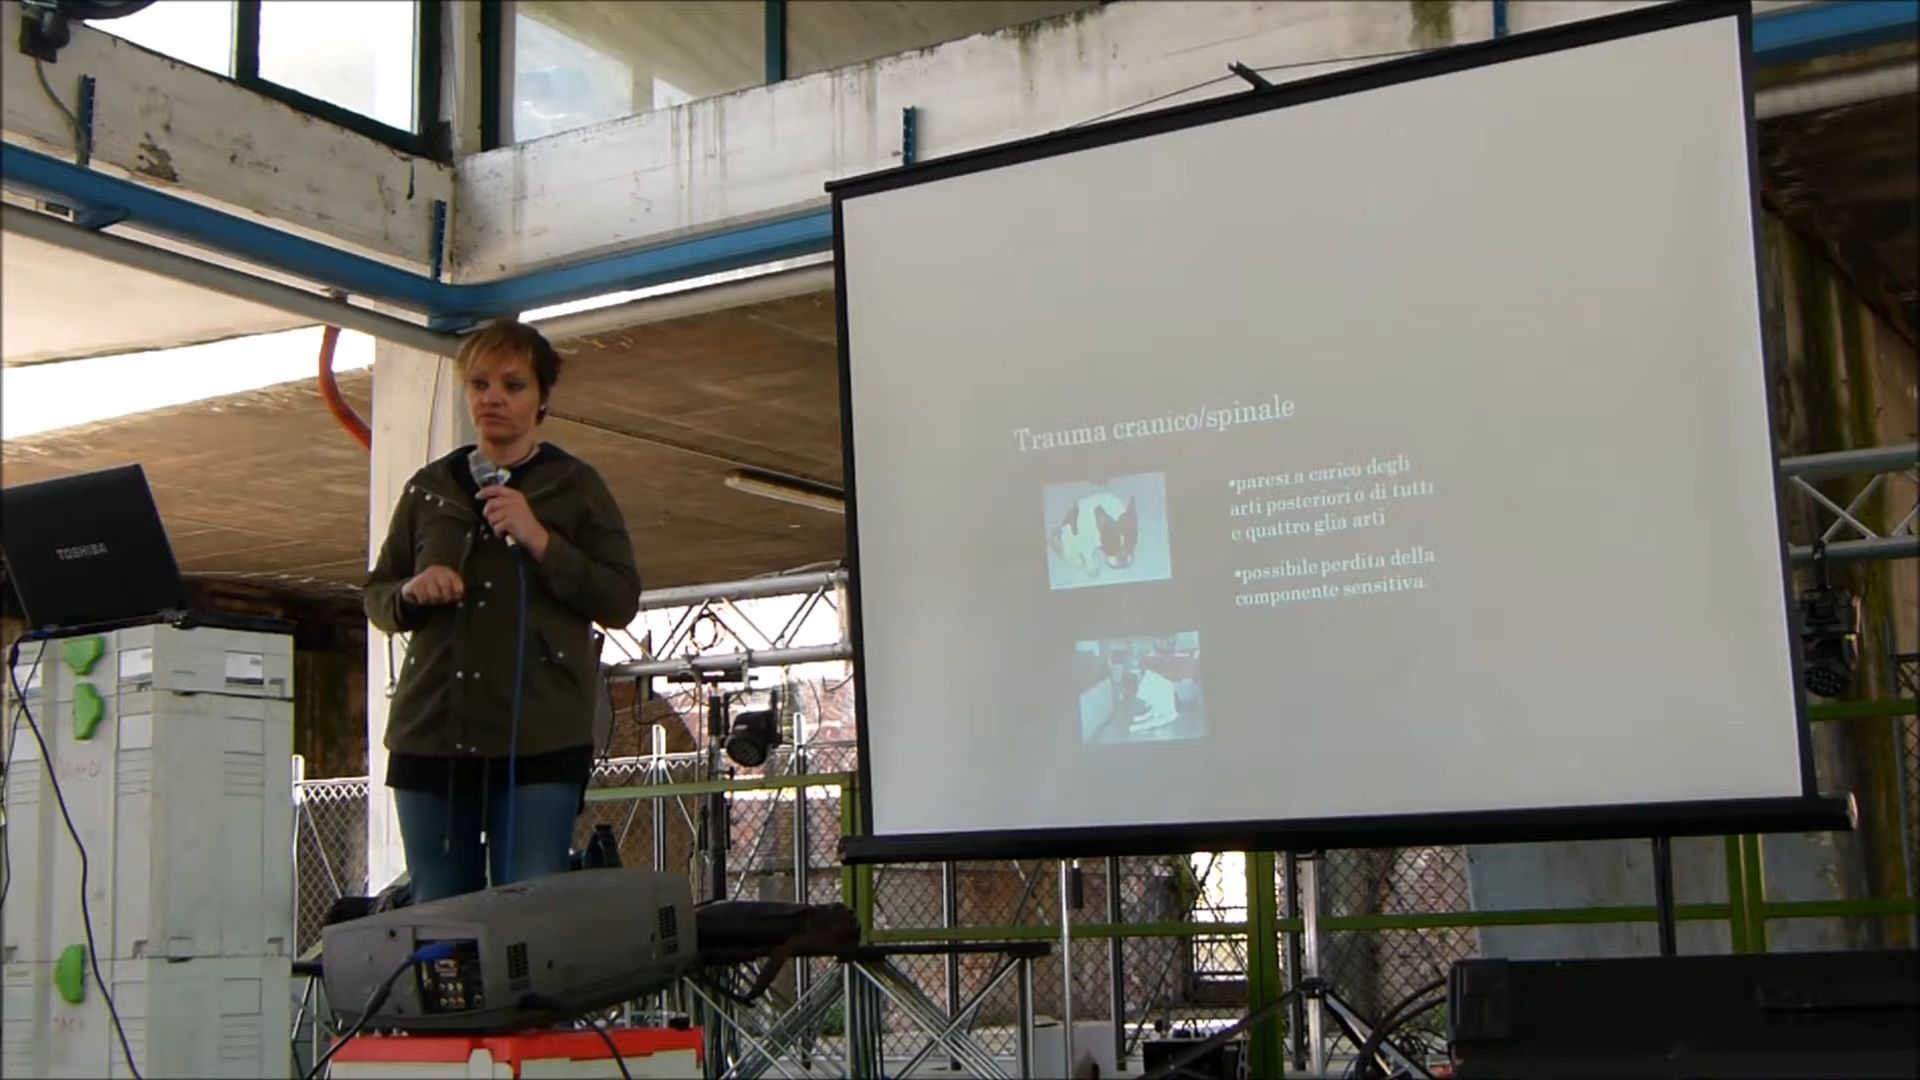 TOSHIBA
Trauma cranico/spinale
•paresi a carico degli
arti posteriori o di tutti
e quattro glia arti
•possibile perdita della
componente sensitiva.